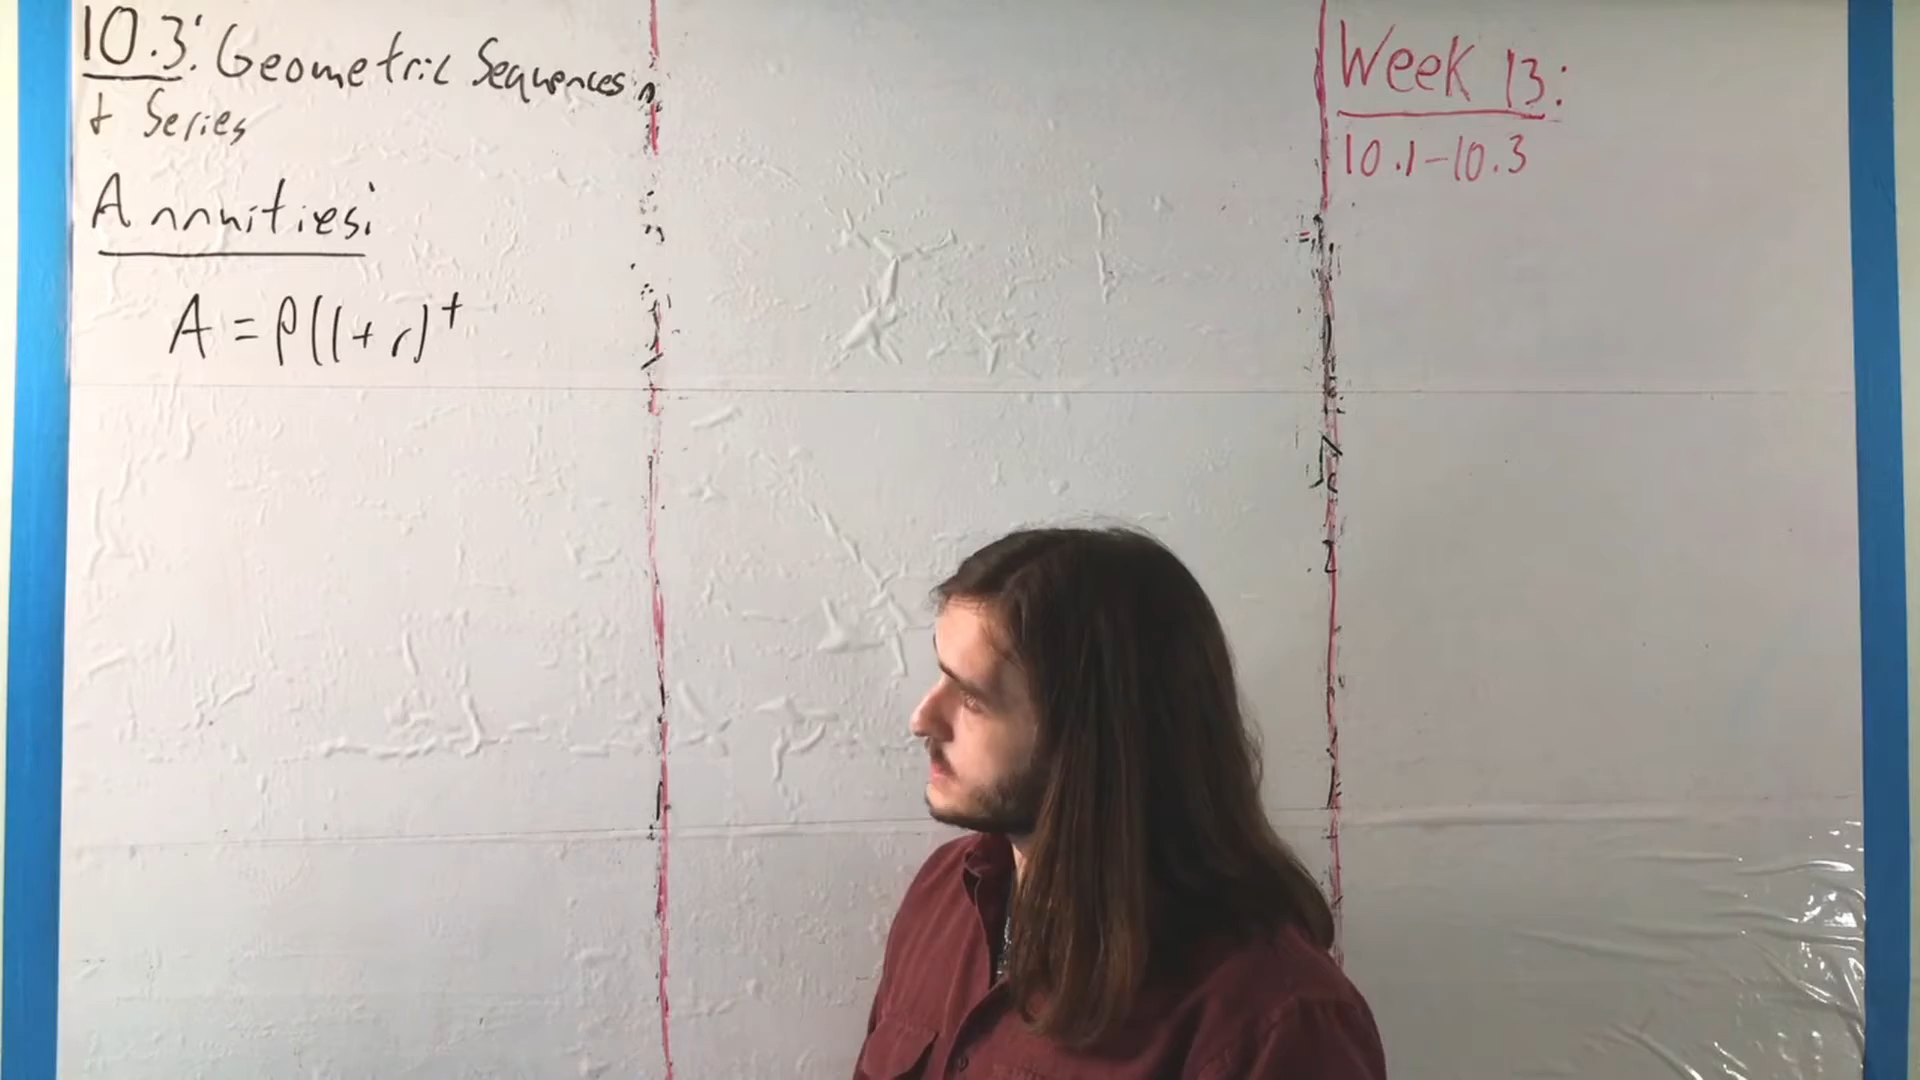 10.3: Geometric Sequences
+ Series
Annuities:
A = P(1 + r)^t
Week 13:
10.1-10.3